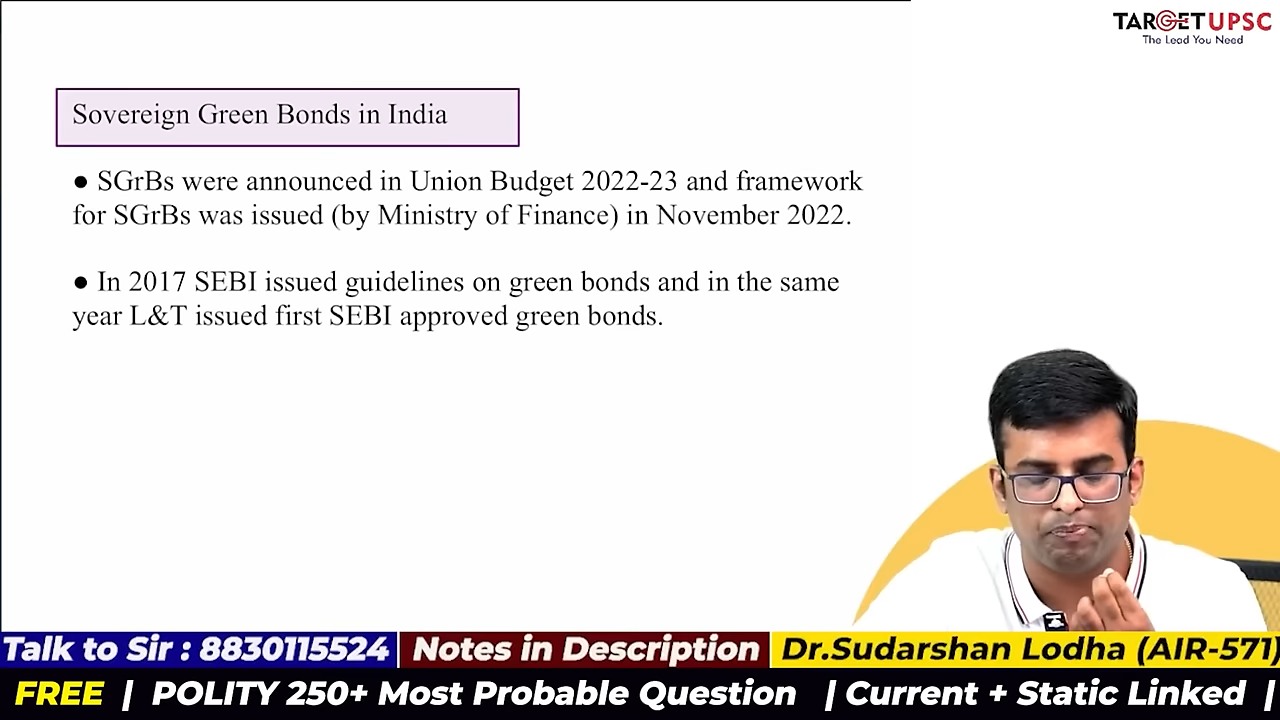 TARGET UPSC
The Lead You Need
Sovereign Green Bonds in India
● SGrBs were announced in Union Budget 2022-23 and framework
for SGrBs was issued (by Ministry of Finance) in November 2022.
● In 2017 SEBI issued guidelines on green bonds and in the same
year L&T issued first SEBI approved green bonds.
Talk to Sir : 8830115524
Notes in Description
Dr.Sudarshan Lodha (AIR-571)
FREE | POLITY 250+ Most Probable Question | Current + Static Linked |